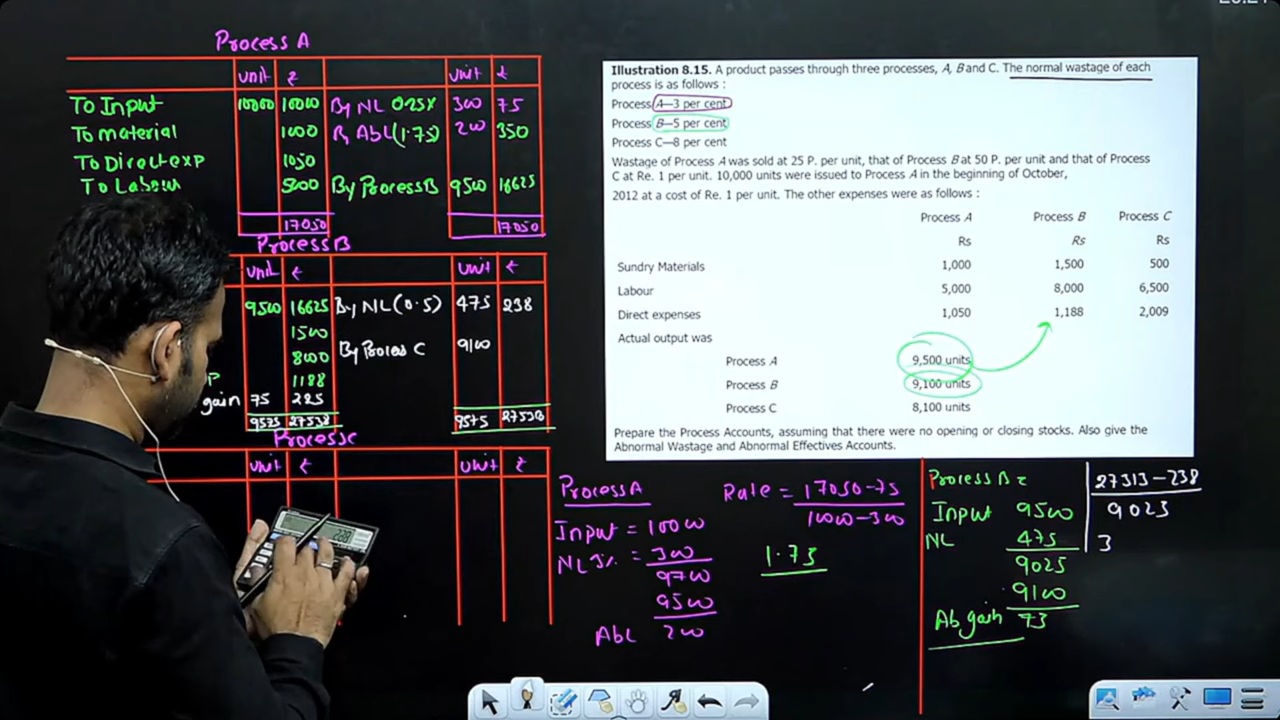 Process A
unit ₹ unit ₹
To Input 10000 10000 By NL 0.25X 300 75
To material 1000 By AbL (1.75) 200 350
To Direct exp 1050
To Labour 5000 By Process B 9500 16625
17050 17050
Process B
unit ₹ unit ₹
9500 16625 By NL (0.5) 475 238
1500
8000 By Process C 9100
P 1188
gain 75 225
9575 27538 9575 27538
Process C
unit ₹ unit ₹
Illustration 8.15. A product passes through three processes, A, B and C. The normal wastage of each
process is as follows :
Process A—3 per cent
Process B—5 per cent
Process C—8 per cent
Wastage of Process A was sold at 25 P. per unit, that of Process B at 50 P. per unit and that of Process
C at Re. 1 per unit. 10,000 units were issued to Process A in the beginning of October,
2012 at a cost of Re. 1 per unit. The other expenses were as follows :
Process A Process B Process C
Rs Rs Rs
Sundry Materials 1,000 1,500 500
Labour 5,000 8,000 6,500
Direct expenses 1,050 1,188 2,009
Actual output was
Process A 9,500 units
Process B 9,100 units
Process C 8,100 units
Prepare the Process Accounts, assuming that there were no opening or closing stocks. Also give the
Abnormal Wastage and Abnormal Effectives Accounts.
Process A
Input = 10000
NL 3% = 300
9700
9500
AbL 200
Rate = 17050-75
10000-300
1.75
Process B =
Input 9500
NL 475
9025
9100
Ab gain 75
27313-238
9025
3